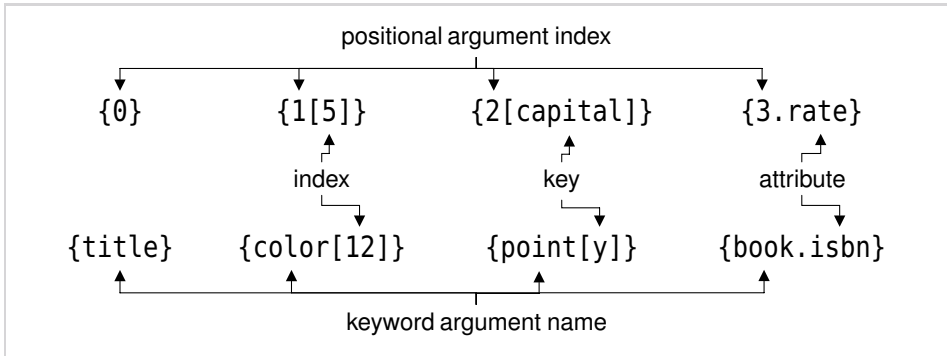 positional argument index
{0} {1[5]} {2[capital]} {3.rate}
index key attribute
{title} {color[12]} {point[y]} {book.isbn}
keyword argument name